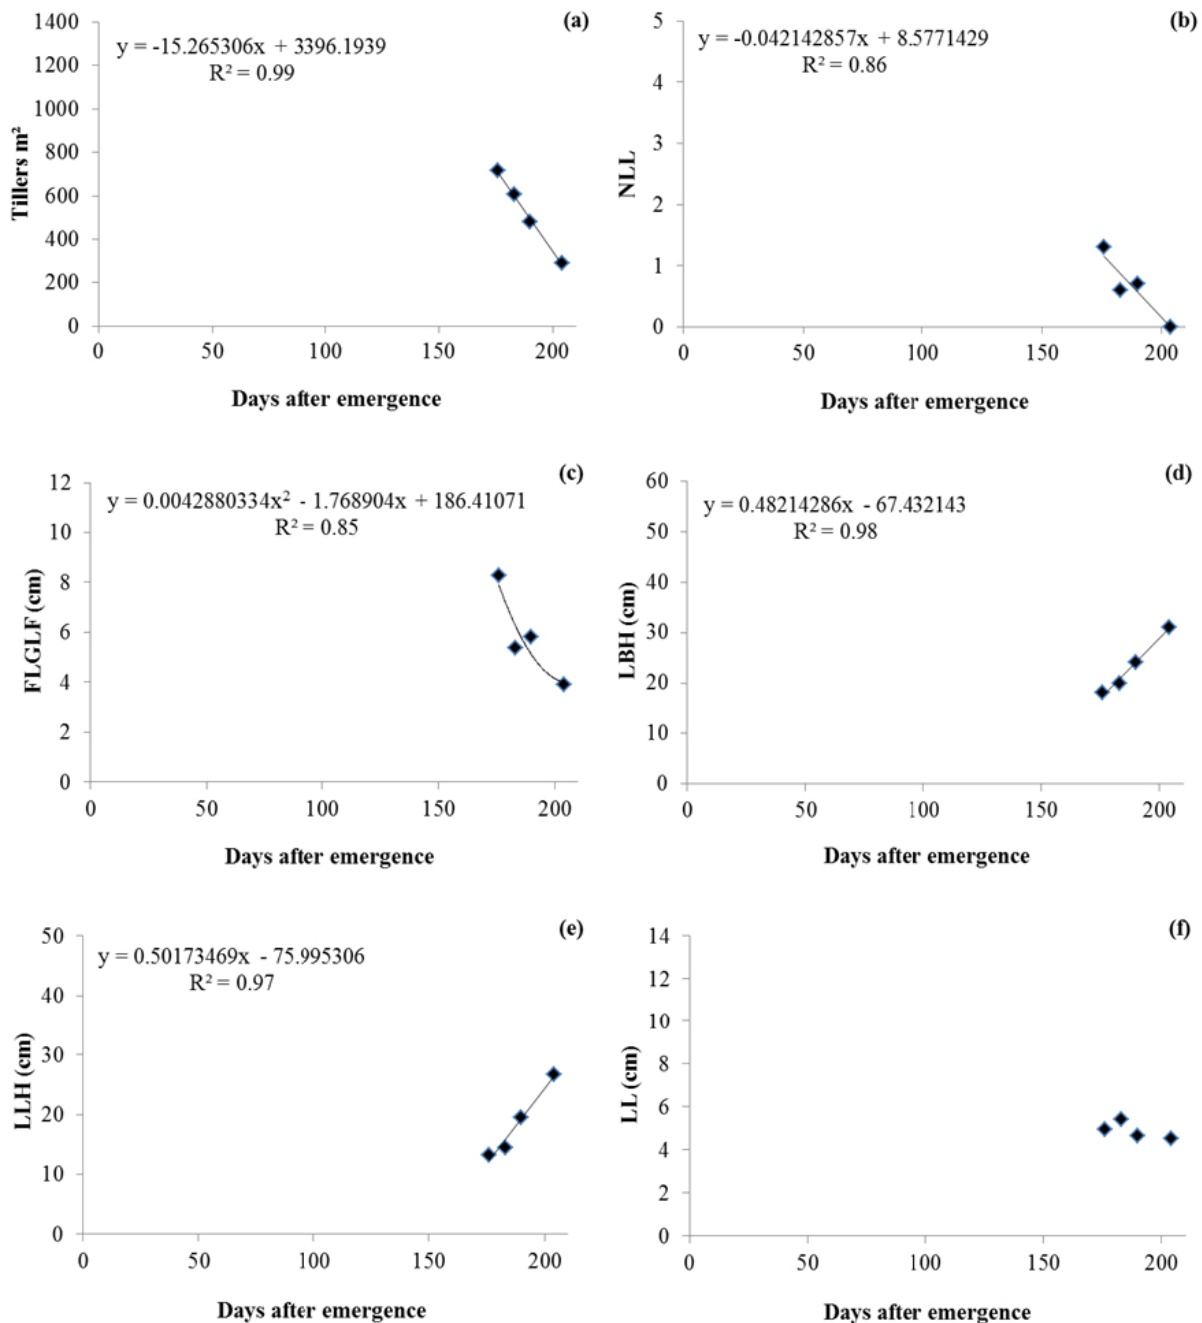 (a)
y = -15.265306x + 3396.1939
R² = 0.99
Tillers m²
1400
1200
1000
800
600
400
200
0
0 50 100 150 200
Days after emergence
(b)
y = -0.042142857x + 8.5771429
R² = 0.86
NLL
5
4
3
2
1
0
0 50 100 150 200
Days after emergence
(c)
y = 0.0042880334x² - 1.768904x + 186.41071
R² = 0.85
FLGLF (cm)
12
10
8
6
4
2
0
0 50 100 150 200
Days after emergence
(d)
y = 0.48214286x - 67.432143
R² = 0.98
LBH (cm)
60
50
40
30
20
10
0
0 50 100 150 200
Days after emergence
(e)
y = 0.50173469x - 75.995306
R² = 0.97
LLH (cm)
50
40
30
20
10
0
0 50 100 150 200
Days after emergence
(f)
LL (cm)
14
12
10
8
6
4
2
0
0 50 100 150 200
Days after emergence